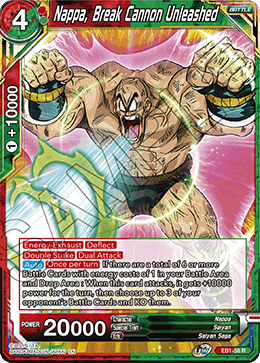 4
Nappa, Break Cannon Unleashed
BATTLE
+10000
Energy-Exhaust Deflect
Double Strike Dual Attack
Auto Once per turn If there are a total of 6 or more
Battle Cards with energy costs of 1 in your Battle Area
and Drop Area : When this card attacks, it gets +10000
power for the turn, then choose up to 3 of your
opponent's Battle Cards and KO them.
POWER 20000
Character Nappa
Special Trait Saiyan
Era Saiyan Saga
EB1-56 R